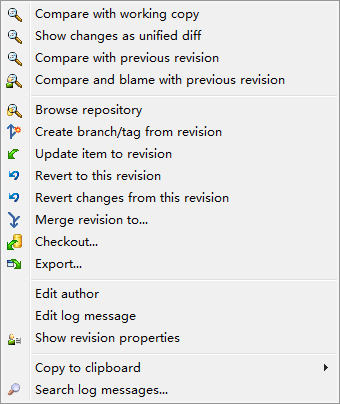 Compare with working copy
Show changes as unified diff
Compare with previous revision
Compare and blame with previous revision
Browse repository
Create branch/tag from revision
Update item to revision
Revert to this revision
Revert changes from this revision
Merge revision to...
Checkout...
Export...
Edit author
Edit log message
Show revision properties
Copy to clipboard
Search log messages...